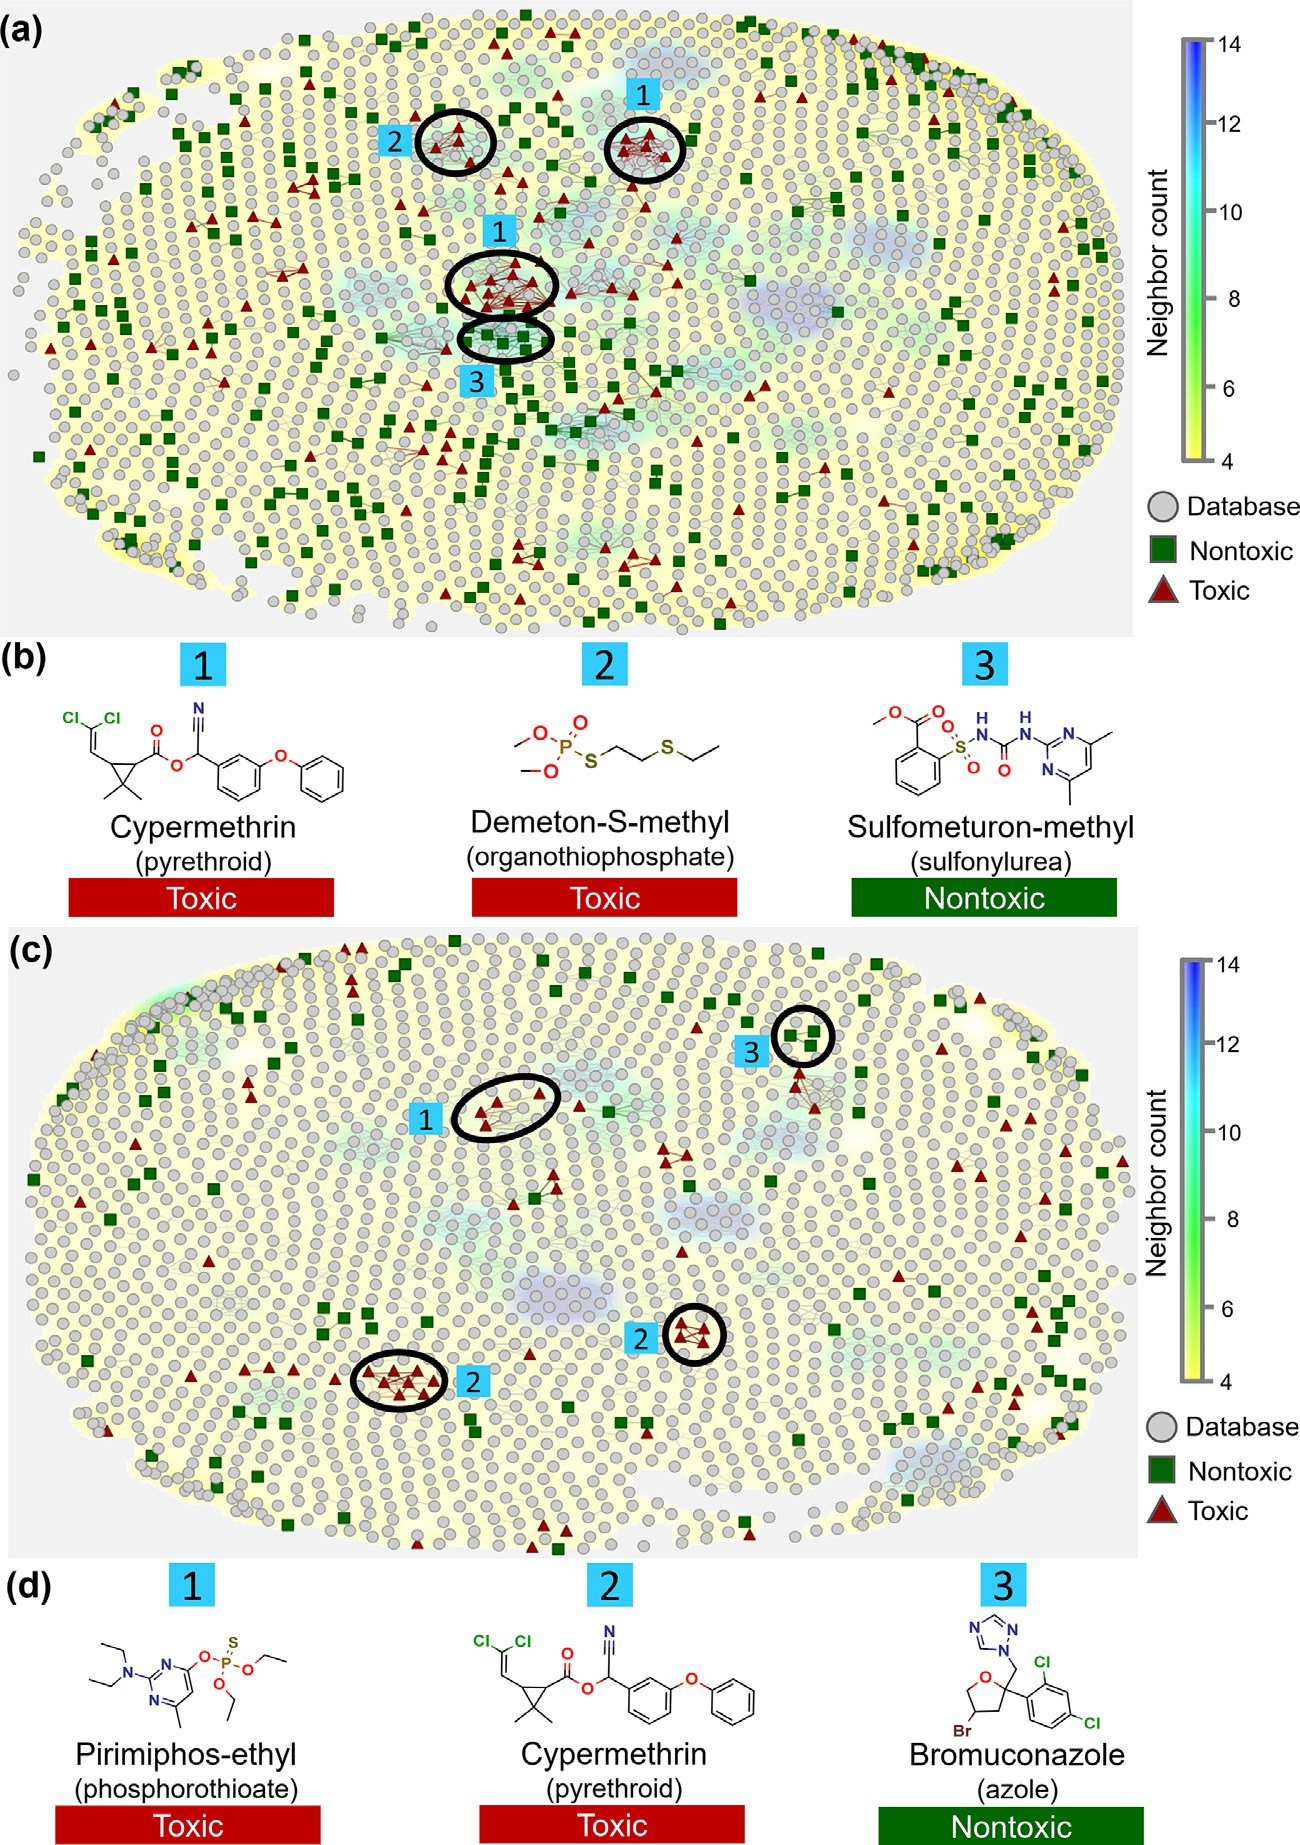 (a)
1
2
1
3
14
12
10
8
6
4
Neighbor count
Database
Nontoxic
Toxic
(b)
1
2
3
Cl
Cl
N
O
O
O
O
O
P
S
S
O
O
O
O
O
S
O
H
N
O
H
N
N
N
Cypermethrin
(pyrethroid)
Toxic
Demeton-S-methyl
(organothiophosphate)
Toxic
Sulfometuron-methyl
(sulfonylurea)
Nontoxic
(c)
3
1
2
2
14
12
10
8
6
4
Neighbor count
Database
Nontoxic
Toxic
(d)
1
2
3
N
N
N
O
P
S
O
O
Cl
Cl
N
O
O
O
N
N
N
O
Cl
Cl
Br
Pirimiphos-ethyl
(phosphorothioate)
Toxic
Cypermethrin
(pyrethroid)
Toxic
Bromuconazole
(azole)
Nontoxic